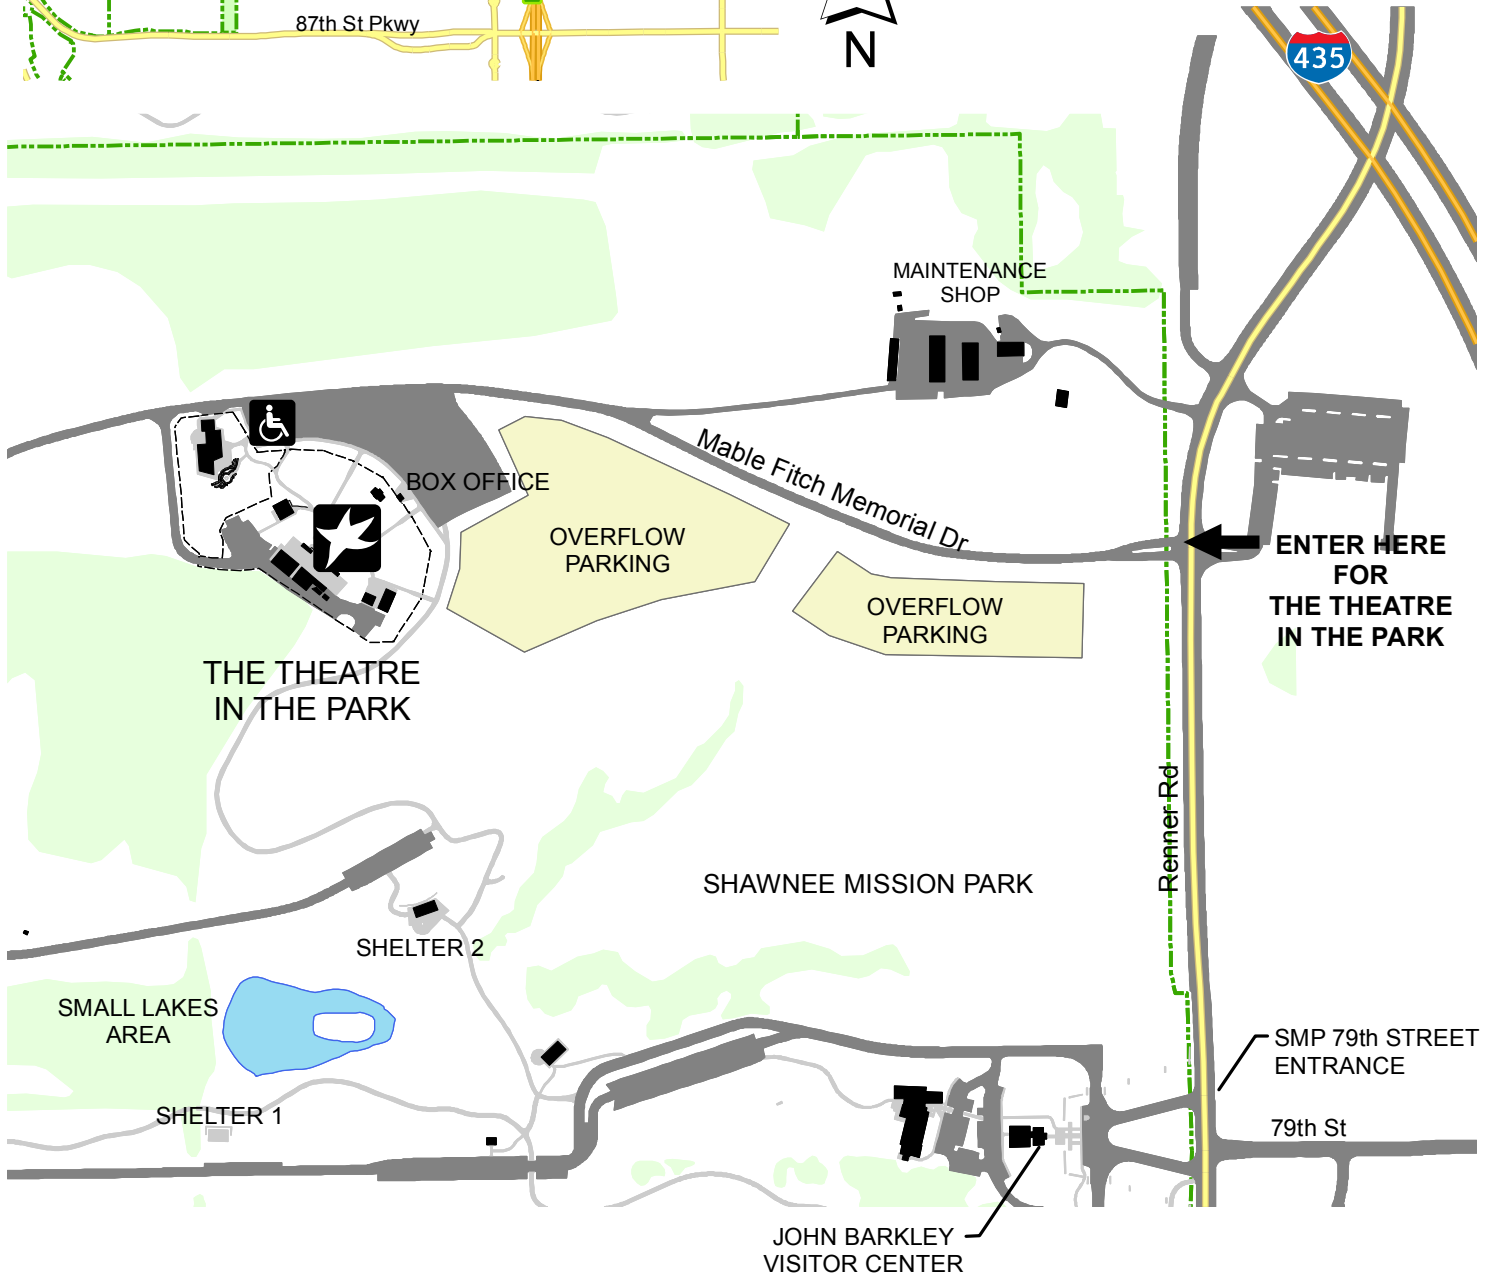 87th St Pkwy
N
435
MAINTENANCE
SHOP
Mable Fitch Memorial Dr
BOX OFFICE
OVERFLOW
PARKING
OVERFLOW
PARKING
ENTER HERE
FOR
THE THEATRE
IN THE PARK
THE THEATRE
IN THE PARK
Renner Rd
SHAWNEE MISSION PARK
SHELTER 2
SMALL LAKES
AREA
SHELTER 1
SMP 79th STREET
ENTRANCE
79th St
JOHN BARKLEY
VISITOR CENTER